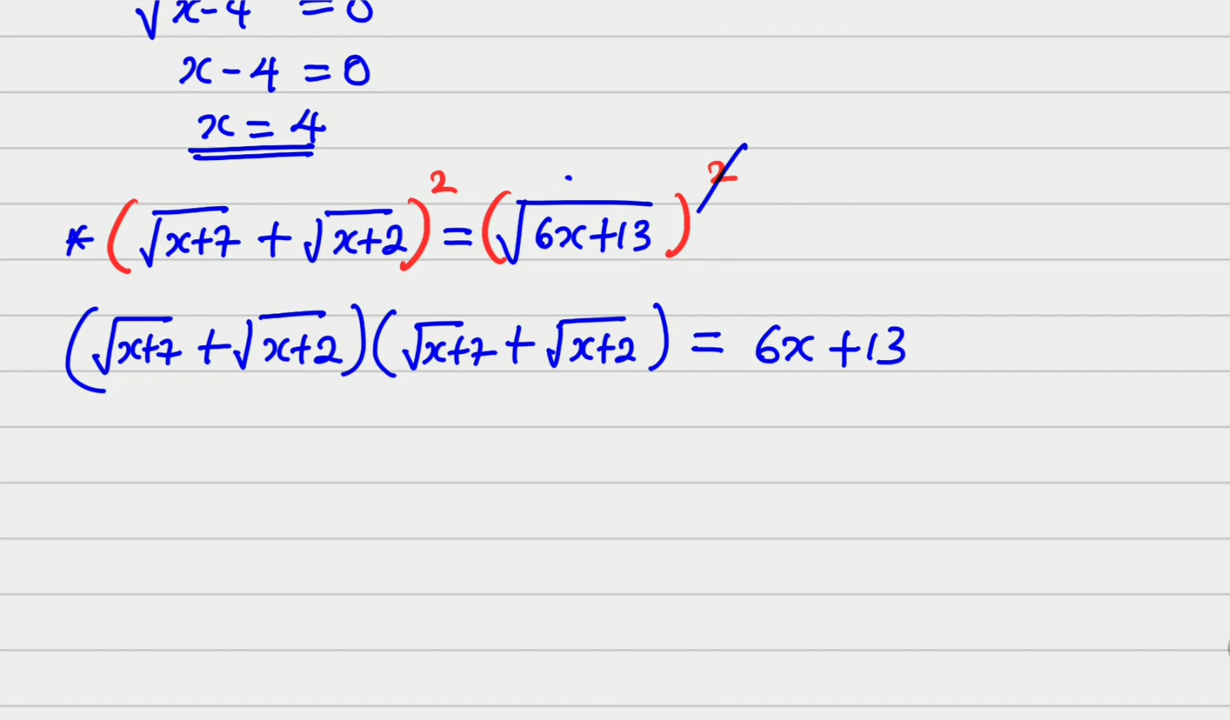 √x-4 = 0
x - 4 = 0
x = 4
* (√x+7 + √x+2)² = (√6x+13)²
(√x+7 + √x+2)(√x+7 + √x+2) = 6x + 13